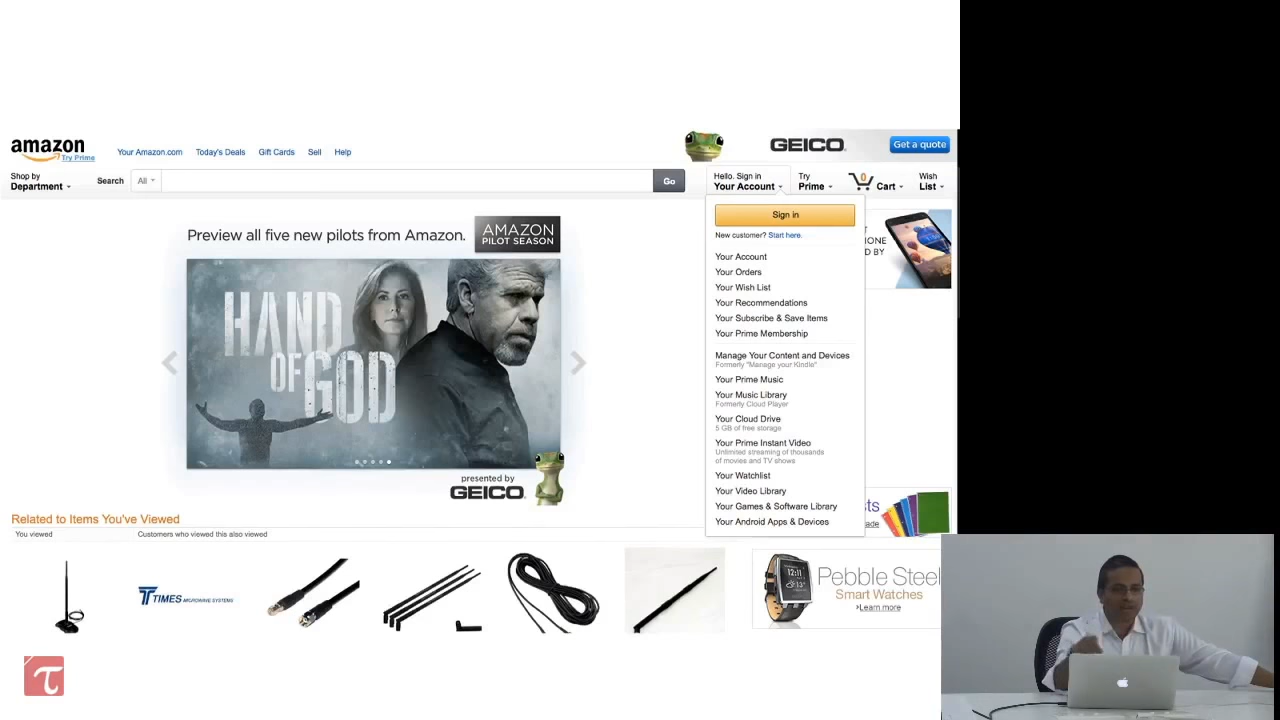 amazon
Try Prime
Your Amazon.com
Today's Deals
Gift Cards
Sell
Help
GEICO.
Get a quote
Shop by
Department
Search
All
Go
Hello. Sign in
Your Account
Try
Prime
0
Cart
Wish
List
Sign in
New customer? Start here.
Your Account
Your Orders
Your Wish List
Your Recommendations
Your Subscribe & Save Items
Your Prime Membership
Manage Your Content and Devices
Formerly "Manage your Kindle"
Your Prime Music
Your Music Library
Formerly Cloud Player
Your Cloud Drive
5 GB of free storage
Your Prime Instant Video
Unlimited streaming of thousands
of movies and TV shows
Your Watchlist
Your Video Library
Your Games & Software Library
Your Android Apps & Devices
Preview all five new pilots from Amazon.
AMAZON
PILOT SEASON
HAND
OF GOD
presented by
GEICO.
Related to Items You've Viewed
You viewed
Customers who viewed this also viewed
TIMES MICROWAVE SYSTEMS
Pebble Steel
Smart Watches
›Learn more
τ